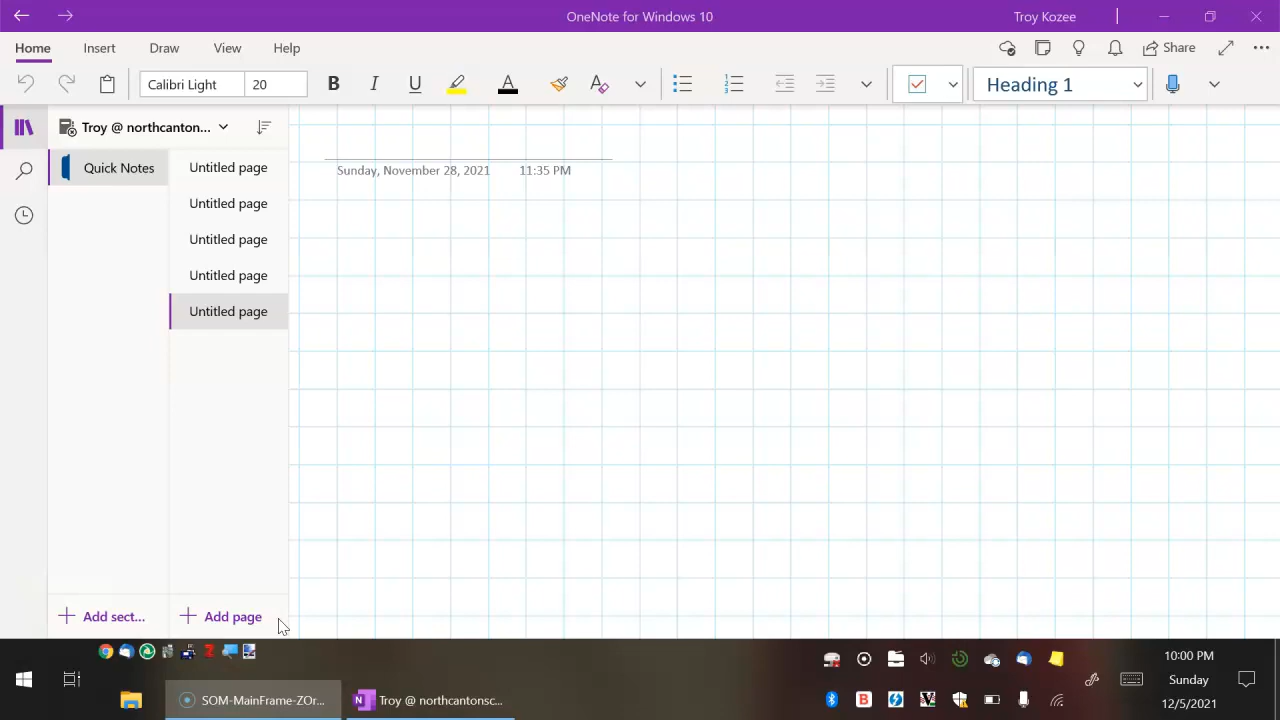 OneNote for Windows 10
Troy Kozee
Home
Insert
Draw
View
Help
Share
Calibri Light
20
B
I
U
A
A
Heading 1
Troy @ northcanton...
Quick Notes
Untitled page
Untitled page
Untitled page
Untitled page
Untitled page
Sunday, November 28, 2021
11:35 PM
Add sect...
Add page
10:00 PM
Sunday
12/5/2021
SOM-MainFrame-ZOr...
Troy @ northcantonsc...